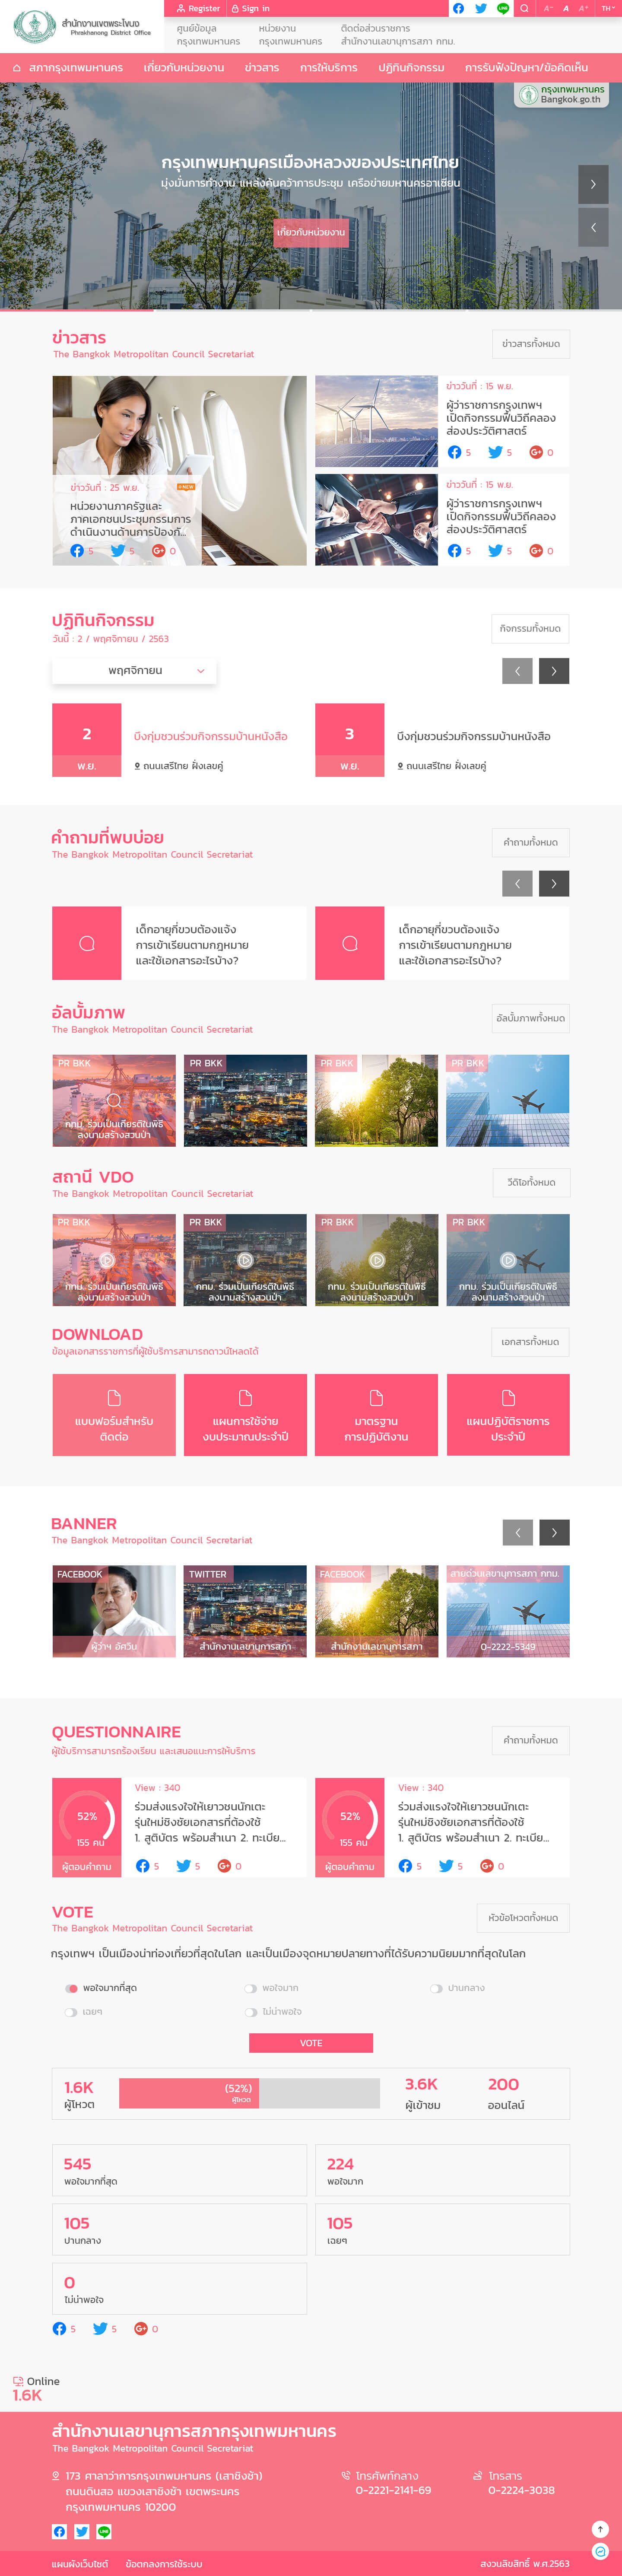 สำนักงานเขตพระโขนง
Phrakhanong District Office
Register
Sign in
A⁻ A A⁺
TH
ศูนย์ข้อมูล
กรุงเทพมหานคร
หน่วยงาน
กรุงเทพมหานคร
ติดต่อส่วนราชการ
สำนักงานเลขานุการสภา กทม.
สภากรุงเทพมหานคร
เกี่ยวกับหน่วยงาน
ข่าวสาร
การให้บริการ
ปฏิทินกิจกรรม
การรับฟังปัญหา/ข้อคิดเห็น
กรุงเทพมหานคร
Bangkok.go.th
กรุงเทพมหานครเมืองหลวงของประเทศไทย
มุ่งมั่นการทำงาน แหล่งค้นคว้าการประชุม เครือข่ายมหานครอาเซียน
เกี่ยวกับหน่วยงาน
ข่าวสาร
The Bangkok Metropolitan Council Secretariat
ข่าวสารทั้งหมด
ข่าววันที่ : 25 พ.ย.
NEW
หน่วยงานภาครัฐและ
ภาคเอกชนประชุมกรรมการ
ดำเนินงานด้านการป้องกั...
5 5 0
ข่าววันที่ : 15 พ.ย.
ผู้ว่าราชการกรุงเทพฯ
เปิดกิจกรรมฟื้นวิถีคลอง
ส่องประวัติศาสตร์
5 5 0
ข่าววันที่ : 15 พ.ย.
ผู้ว่าราชการกรุงเทพฯ
เปิดกิจกรรมฟื้นวิถีคลอง
ส่องประวัติศาสตร์
5 5 0
ปฏิทินกิจกรรม
วันนี้ : 2 / พฤศจิกายน / 2563
กิจกรรมทั้งหมด
พฤศจิกายน
2
พ.ย.
บึงกุ่มชวนร่วมกิจกรรมบ้านหนังสือ
ถนนเสรีไทย ฝั่งเลขคู่
3
พ.ย.
บึงกุ่มชวนร่วมกิจกรรมบ้านหนังสือ
ถนนเสรีไทย ฝั่งเลขคู่
คำถามที่พบบ่อย
The Bangkok Metropolitan Council Secretariat
คำถามทั้งหมด
เด็กอายุกี่ขวบต้องแจ้ง
การเข้าเรียนตามกฎหมาย
และใช้เอกสารอะไรบ้าง?
เด็กอายุกี่ขวบต้องแจ้ง
การเข้าเรียนตามกฎหมาย
และใช้เอกสารอะไรบ้าง?
อัลบั้มภาพ
The Bangkok Metropolitan Council Secretariat
อัลบั้มภาพทั้งหมด
PR BKK
กทม. ร่วมเป็นเกียรติในพิธี
ลงนามสร้างสวนป่า
PR BKK
PR BKK
PR BKK
สถานี VDO
The Bangkok Metropolitan Council Secretariat
วีดิโอทั้งหมด
PR BKK
กทม. ร่วมเป็นเกียรติในพิธี
ลงนามสร้างสวนป่า
PR BKK
กทม. ร่วมเป็นเกียรติในพิธี
ลงนามสร้างสวนป่า
PR BKK
กทม. ร่วมเป็นเกียรติในพิธี
ลงนามสร้างสวนป่า
PR BKK
กทม. ร่วมเป็นเกียรติในพิธี
ลงนามสร้างสวนป่า
DOWNLOAD
ข้อมูลเอกสารราชการที่ผู้ใช้บริการสามารถดาวน์โหลดได้
เอกสารทั้งหมด
แบบฟอร์มสำหรับ
ติดต่อ
แผนการใช้จ่าย
งบประมาณประจำปี
มาตรฐาน
การปฏิบัติงาน
แผนปฏิบัติราชการ
ประจำปี
BANNER
The Bangkok Metropolitan Council Secretariat
FACEBOOK
ผู้ว่าฯ อัศวิน
TWITTER
สำนักงานเลขานุการสภา
FACEBOOK
สำนักงานเลขานุการสภา
สายด่วนเลขานุการสภา กทม.
0-2222-5349
QUESTIONNAIRE
ผู้ใช้บริการสามารถร้องเรียน และเสนอแนะการให้บริการ
คำถามทั้งหมด
52%
155 คน
ผู้ตอบคำถาม
View : 340
ร่วมส่งแรงใจให้เยาวชนนักเตะ
รุ่นใหม่ชิงชัยเอกสารที่ต้องใช้
1. สูติบัตร พร้อมสำเนา 2. ทะเบีย...
5 5 0
52%
155 คน
ผู้ตอบคำถาม
View : 340
ร่วมส่งแรงใจให้เยาวชนนักเตะ
รุ่นใหม่ชิงชัยเอกสารที่ต้องใช้
1. สูติบัตร พร้อมสำเนา 2. ทะเบีย...
5 5 0
VOTE
The Bangkok Metropolitan Council Secretariat
หัวข้อโหวตทั้งหมด
กรุงเทพฯ เป็นเมืองน่าท่องเที่ยวที่สุดในโลก และเป็นเมืองจุดหมายปลายทางที่ได้รับความนิยมมากที่สุดในโลก
พอใจมากที่สุด
พอใจมาก
ปานกลาง
เฉยๆ
ไม่น่าพอใจ
VOTE
1.6K
ผู้โหวต
(52%)
ผู้โหวต
3.6K
ผู้เข้าชม
200
ออนไลน์
545
พอใจมากที่สุด
224
พอใจมาก
105
ปานกลาง
105
เฉยๆ
0
ไม่น่าพอใจ
5 5 0
Online
1.6K
สำนักงานเลขานุการสภากรุงเทพมหานคร
The Bangkok Metropolitan Council Secretariat
173 ศาลาว่าการกรุงเทพมหานคร (เสาชิงช้า)
ถนนดินสอ แขวงเสาชิงช้า เขตพระนคร
กรุงเทพมหานคร 10200
โทรศัพท์กลาง
0-2221-2141-69
โทรสาร
0-2224-3038
แผนผังเว็บไซต์
ข้อตกลงการใช้ระบบ
สงวนลิขสิทธิ์ พ.ศ.2563